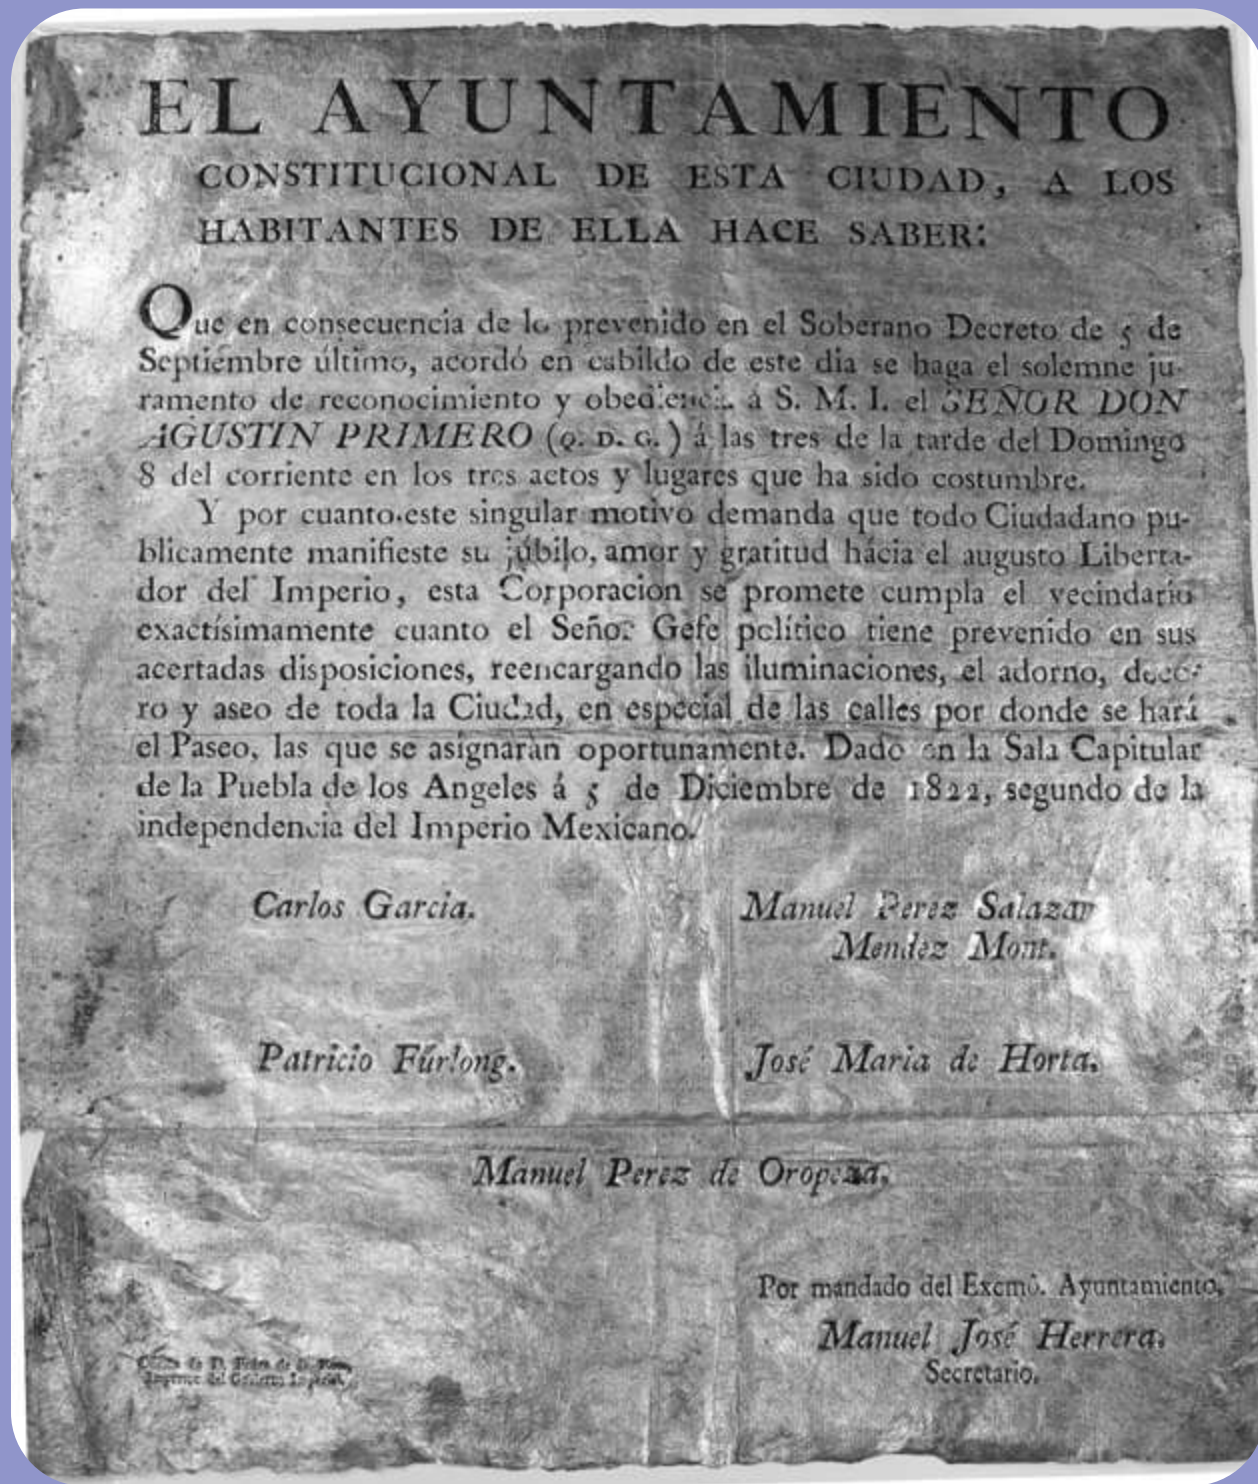 EL AYUNTAMIENTO
CONSTITUCIONAL DE ESTA CIUDAD, A LOS
HABITANTES DE ELLA HACE SABER:
Que en consecuencia de lo prevenido en el Soberano Decreto de 5 de
Septiembre último, acordó en cabildo de este dia se haga el solemne ju-
ramento de reconocimiento y obediencia á S. M. I. el SEÑOR DON
AGUSTIN PRIMERO (Q. D. G.) á las tres de la tarde del Domingo
8 del corriente en los tres actos y lugares que ha sido costumbre.
Y por cuanto este singular motivo demanda que todo Ciudadano pu-
blicamente manifieste su júbilo, amor y gratitud hácia el augusto Liberta-
dor del Imperio, esta Corporacion se promete cumpla el vecindario
exactísimamente cuanto el Señor Gefe político tiene prevenido en sus
acertadas disposiciones, reencargando las iluminaciones, el adorno, deco-
ro y aseo de toda la Ciudad, en especial de las calles por donde se hará
el Paseo, las que se asignarán oportunamente. Dado en la Sala Capitular
de la Puebla de los Angeles á 5 de Diciembre de 1822, segundo de la
independencia del Imperio Mexicano.
Carlos Garcia.
Manuel Perez Salazar
Mendez Mont.
Patricio Fúrlong.
José Maria de Horta.
Manuel Perez de Oropeza.
Por mandado del Excmô. Ayuntamiento,
Manuel José Herrera.
Secretario.
de D. Pedro de la
Imperial